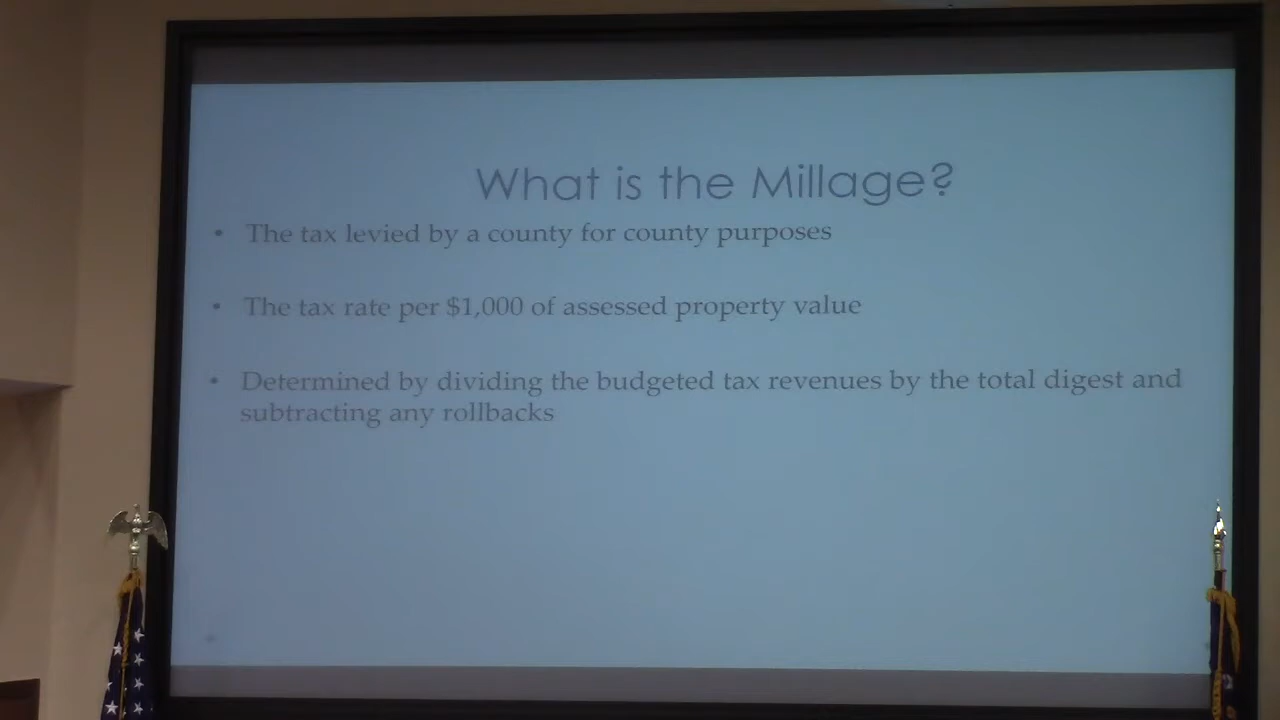 What is the Millage?
• The tax levied by a county for county purposes
• The tax rate per $1,000 of assessed property value
• Determined by dividing the budgeted tax revenues by the total digest and
subtracting any rollbacks